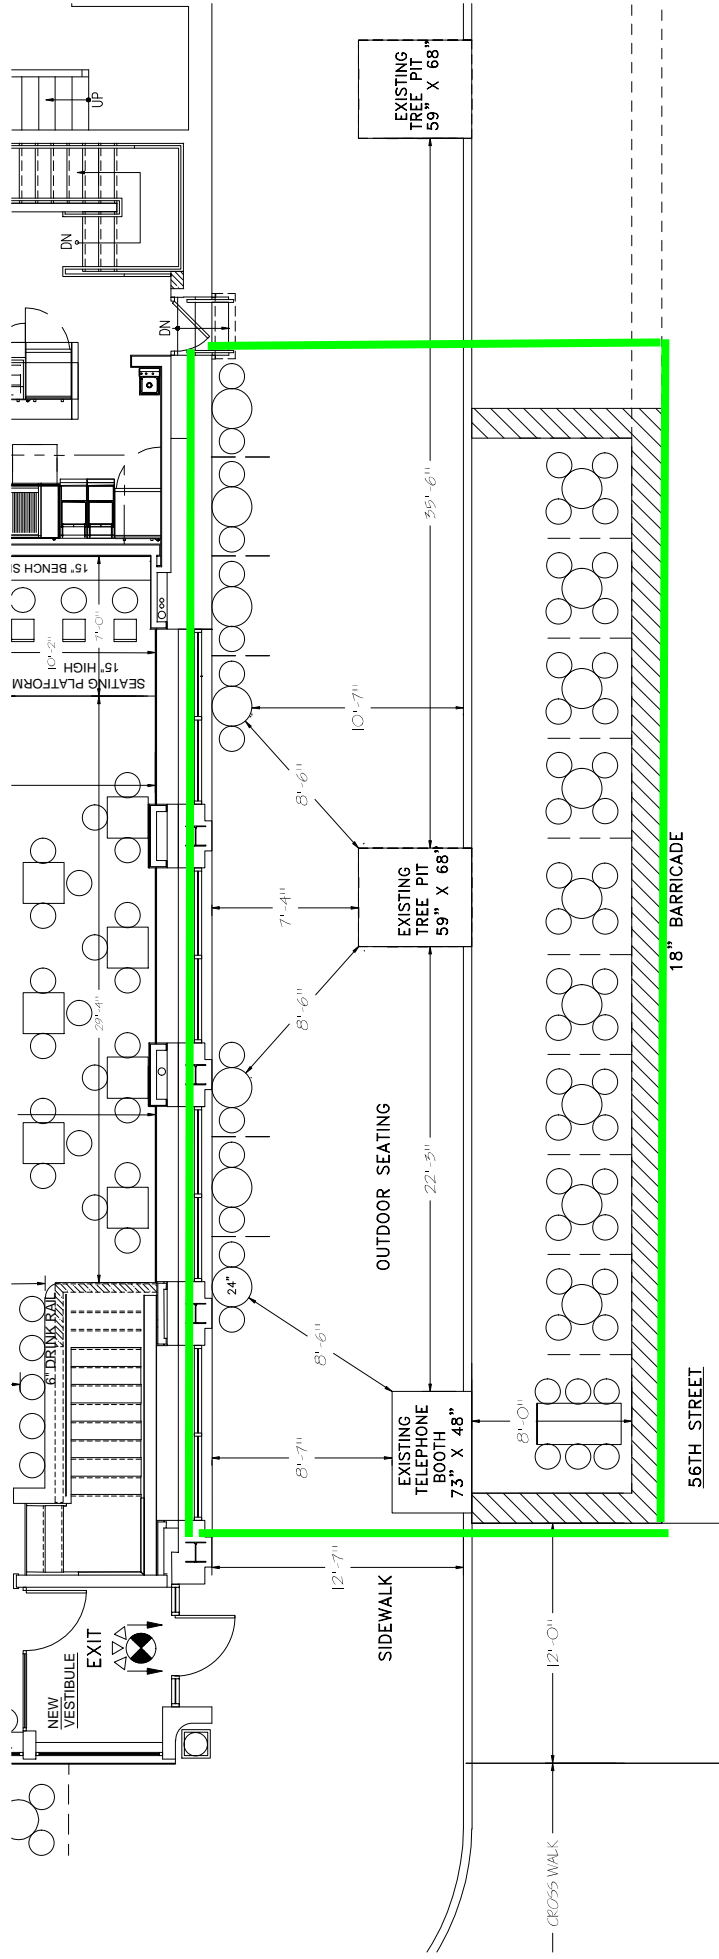 UP
EXISTING
TREE PIT
59" X 68"
DN
DN
15" BENCH S
7'-0"
10'-2"
15" HIGH
SEATING PLATFORM
35'-6"
10'-7"
8'-6"
EXISTING
TREE PIT
59" X 68"
7'-4"
18" BARRICADE
8'-6"
29'-4"
OUTDOOR SEATING
22'-3"
24"
6" DRINK RAI
8'-6"
EXISTING
TELEPHONE
BOOTH
73" X 48"
8'-7"
8'-0"
56TH STREET
12'-7"
SIDEWALK
12'-0"
EXIT
NEW
VESTIBULE
CROSS WALK